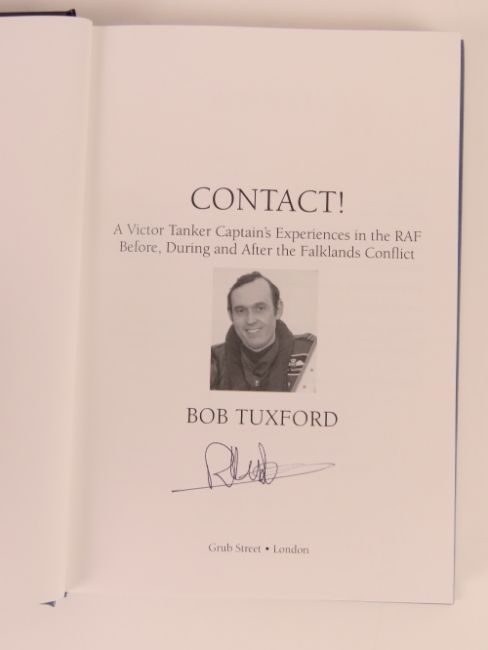 CONTACT!
A Victor Tanker Captain's Experiences in the RAF
Before, During and After the Falklands Conflict
BOB TUXFORD
Grub Street • London